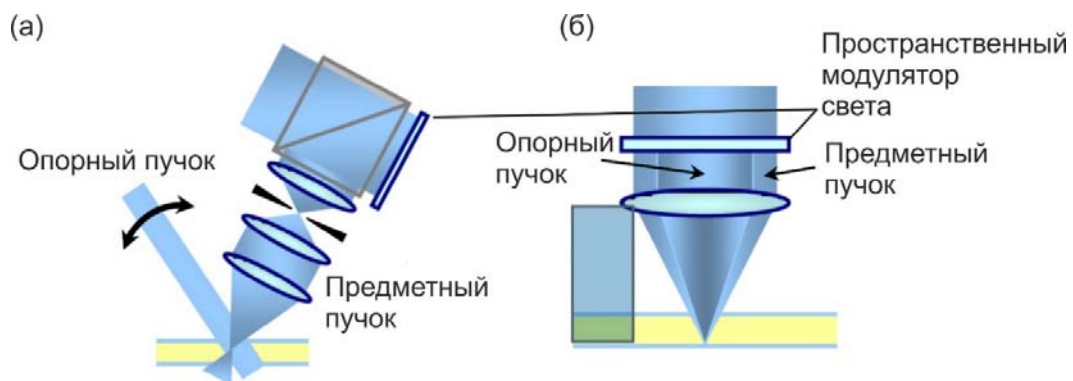 (а)
Опорный пучок
Предметный
пучок
(б)
Пространственный
модулятор
света
Опорный
пучок
Предметный
пучок